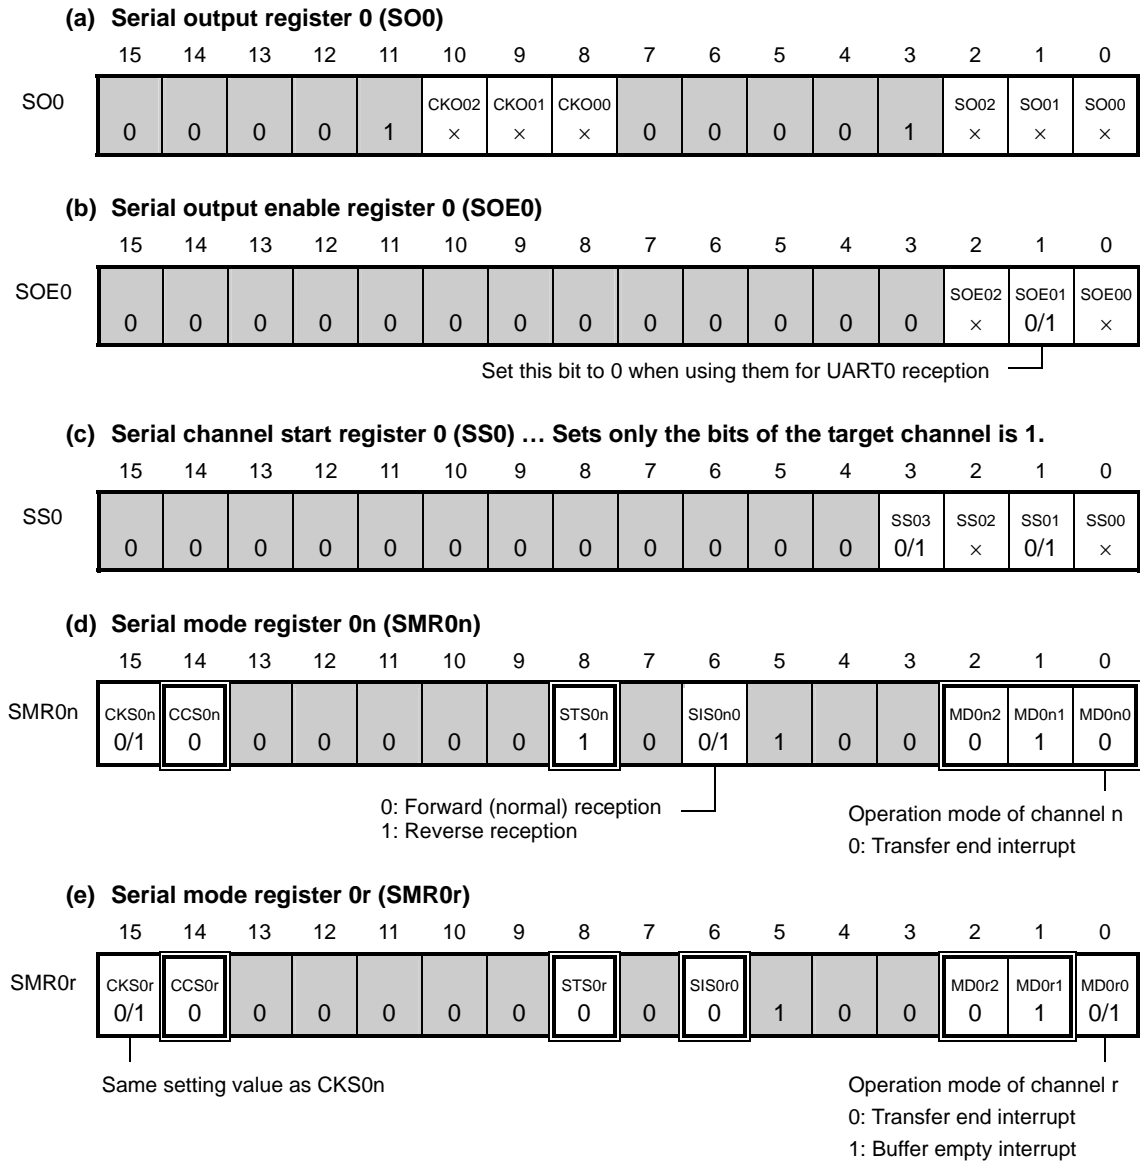 (a) Serial output register 0 (SO0)
15 14 13 12 11 10 9 8 7 6 5 4 3 2 1 0
SO0
CKO02 CKO01 CKO00 SO02 SO01 SO00
0 0 0 0 1 × × × 0 0 0 0 1 × × ×
(b) Serial output enable register 0 (SOE0)
15 14 13 12 11 10 9 8 7 6 5 4 3 2 1 0
SOE0
SOE02 SOE01 SOE00
0 0 0 0 0 0 0 0 0 0 0 0 0 × 0/1 ×
Set this bit to 0 when using them for UART0 reception
(c) Serial channel start register 0 (SS0) … Sets only the bits of the target channel is 1.
15 14 13 12 11 10 9 8 7 6 5 4 3 2 1 0
SS0
SS03 SS02 SS01 SS00
0 0 0 0 0 0 0 0 0 0 0 0 0/1 × 0/1 ×
(d) Serial mode register 0n (SMR0n)
15 14 13 12 11 10 9 8 7 6 5 4 3 2 1 0
SMR0n
CKS0n CCS0n STS0n SIS0n0 MD0n2 MD0n1 MD0n0
0/1 0 0 0 0 0 0 1 0 0/1 1 0 0 0 1 0
0: Forward (normal) reception
1: Reverse reception
Operation mode of channel n
0: Transfer end interrupt
(e) Serial mode register 0r (SMR0r)
15 14 13 12 11 10 9 8 7 6 5 4 3 2 1 0
SMR0r
CKS0r CCS0r STS0r SIS0r0 MD0r2 MD0r1 MD0r0
0/1 0 0 0 0 0 0 0 0 0 1 0 0 0 1 0/1
Same setting value as CKS0n
Operation mode of channel r
0: Transfer end interrupt
1: Buffer empty interrupt